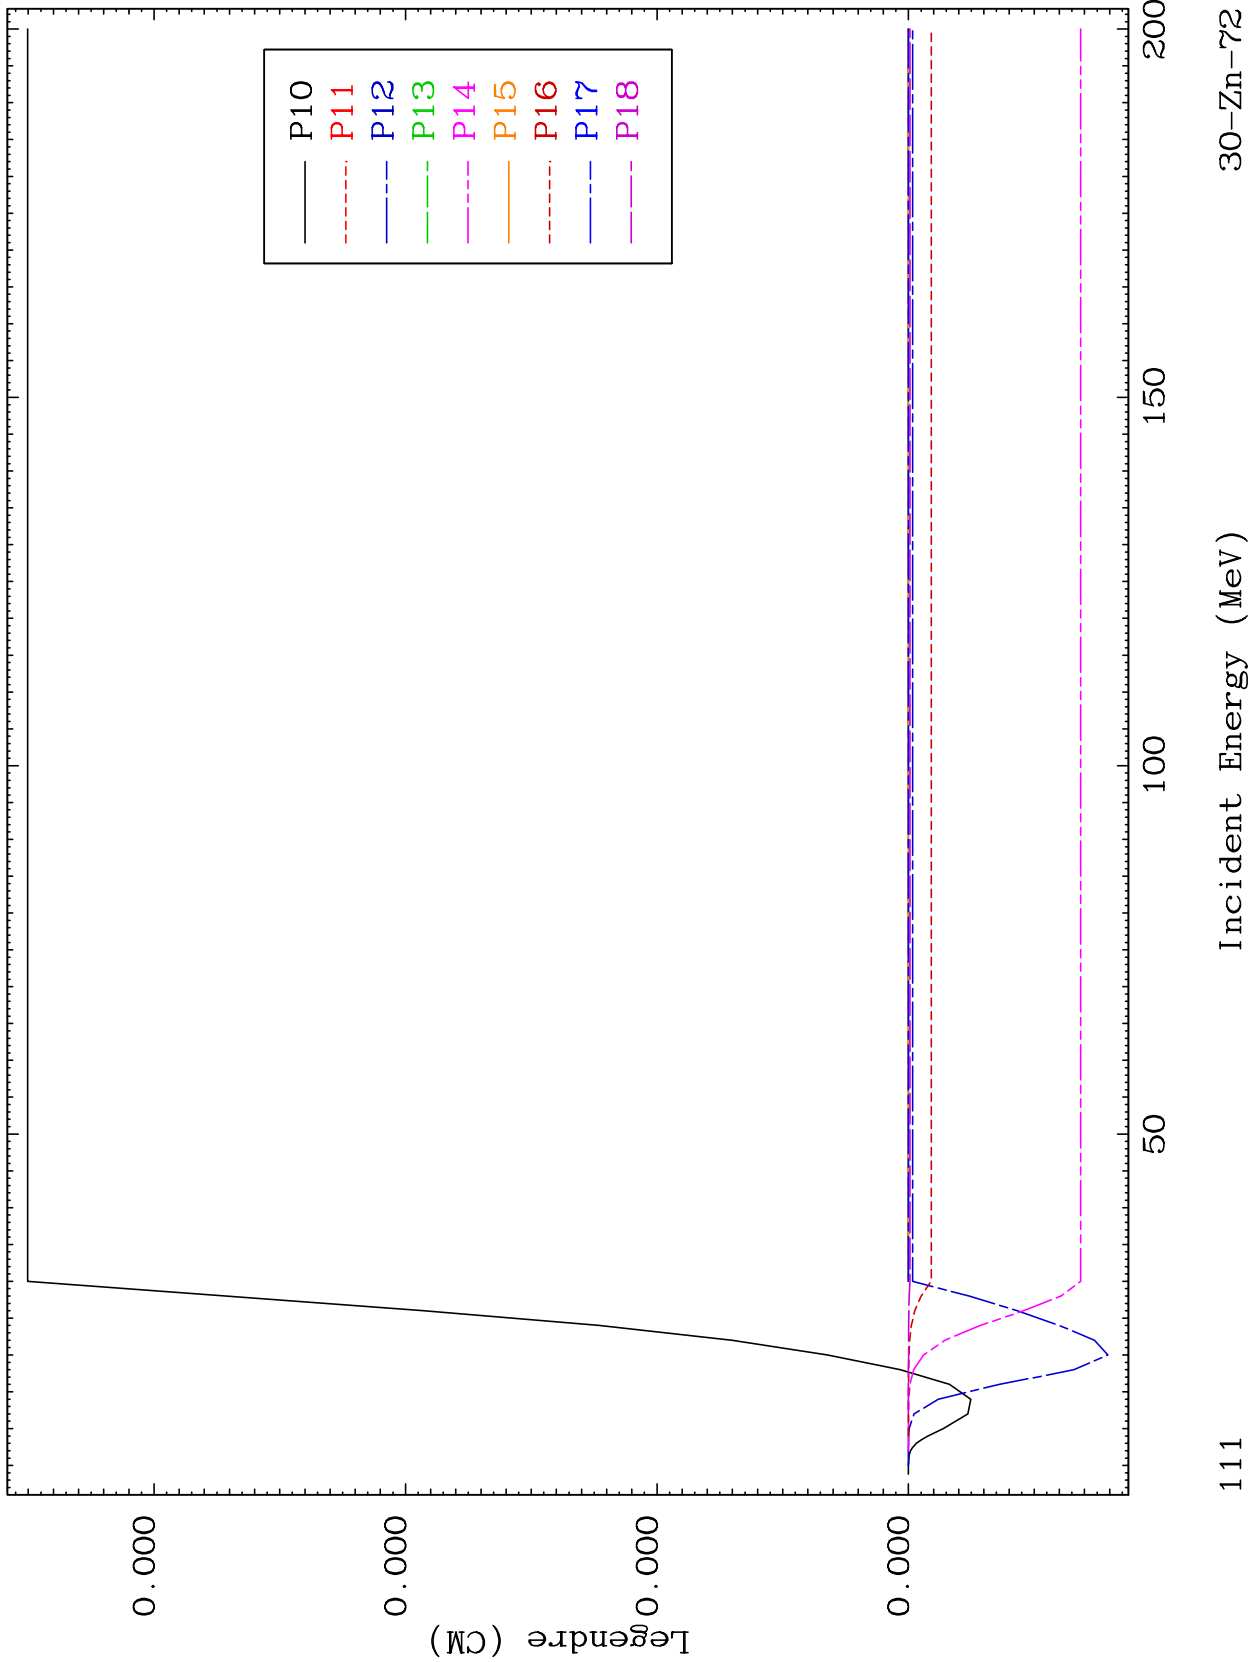 Legendre (CM)
0.000
0.000
0.000
0.000
P10
P11
P12
P13
P14
P15
P16
P17
P18
50
100
150
200
111
Incident Energy (MeV)
30-Zn-72